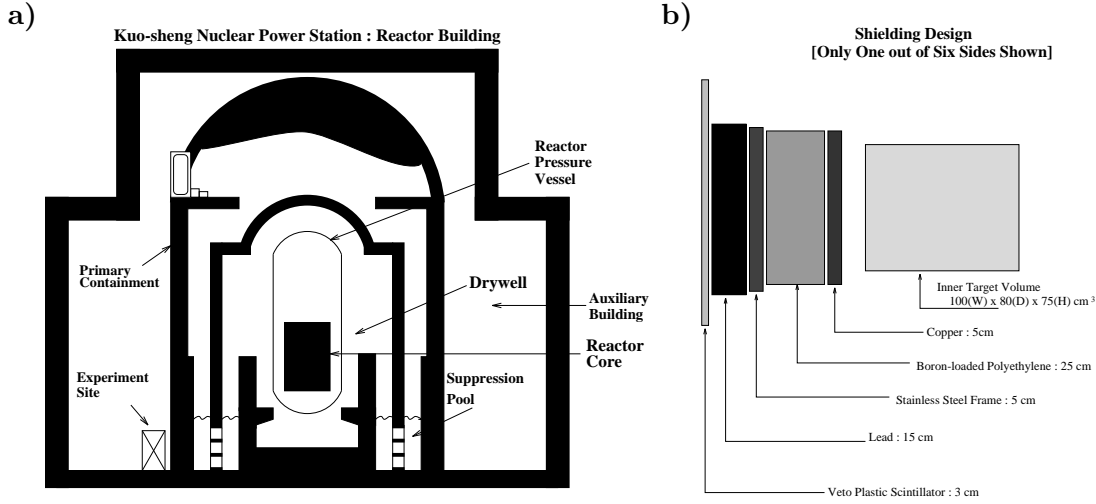 a)
Kuo-sheng Nuclear Power Station : Reactor Building
Reactor
Pressure
Vessel
Primary
Containment
Drywell
Auxiliary
Building
Reactor
Core
Experiment
Site
Suppression
Pool
b)
Shielding Design
[Only One out of Six Sides Shown]
Inner Target Volume
100(W) x 80(D) x 75(H) cm ³
Copper : 5cm
Boron-loaded Polyethylene : 25 cm
Stainless Steel Frame : 5 cm
Lead : 15 cm
Veto Plastic Scintillator : 3 cm